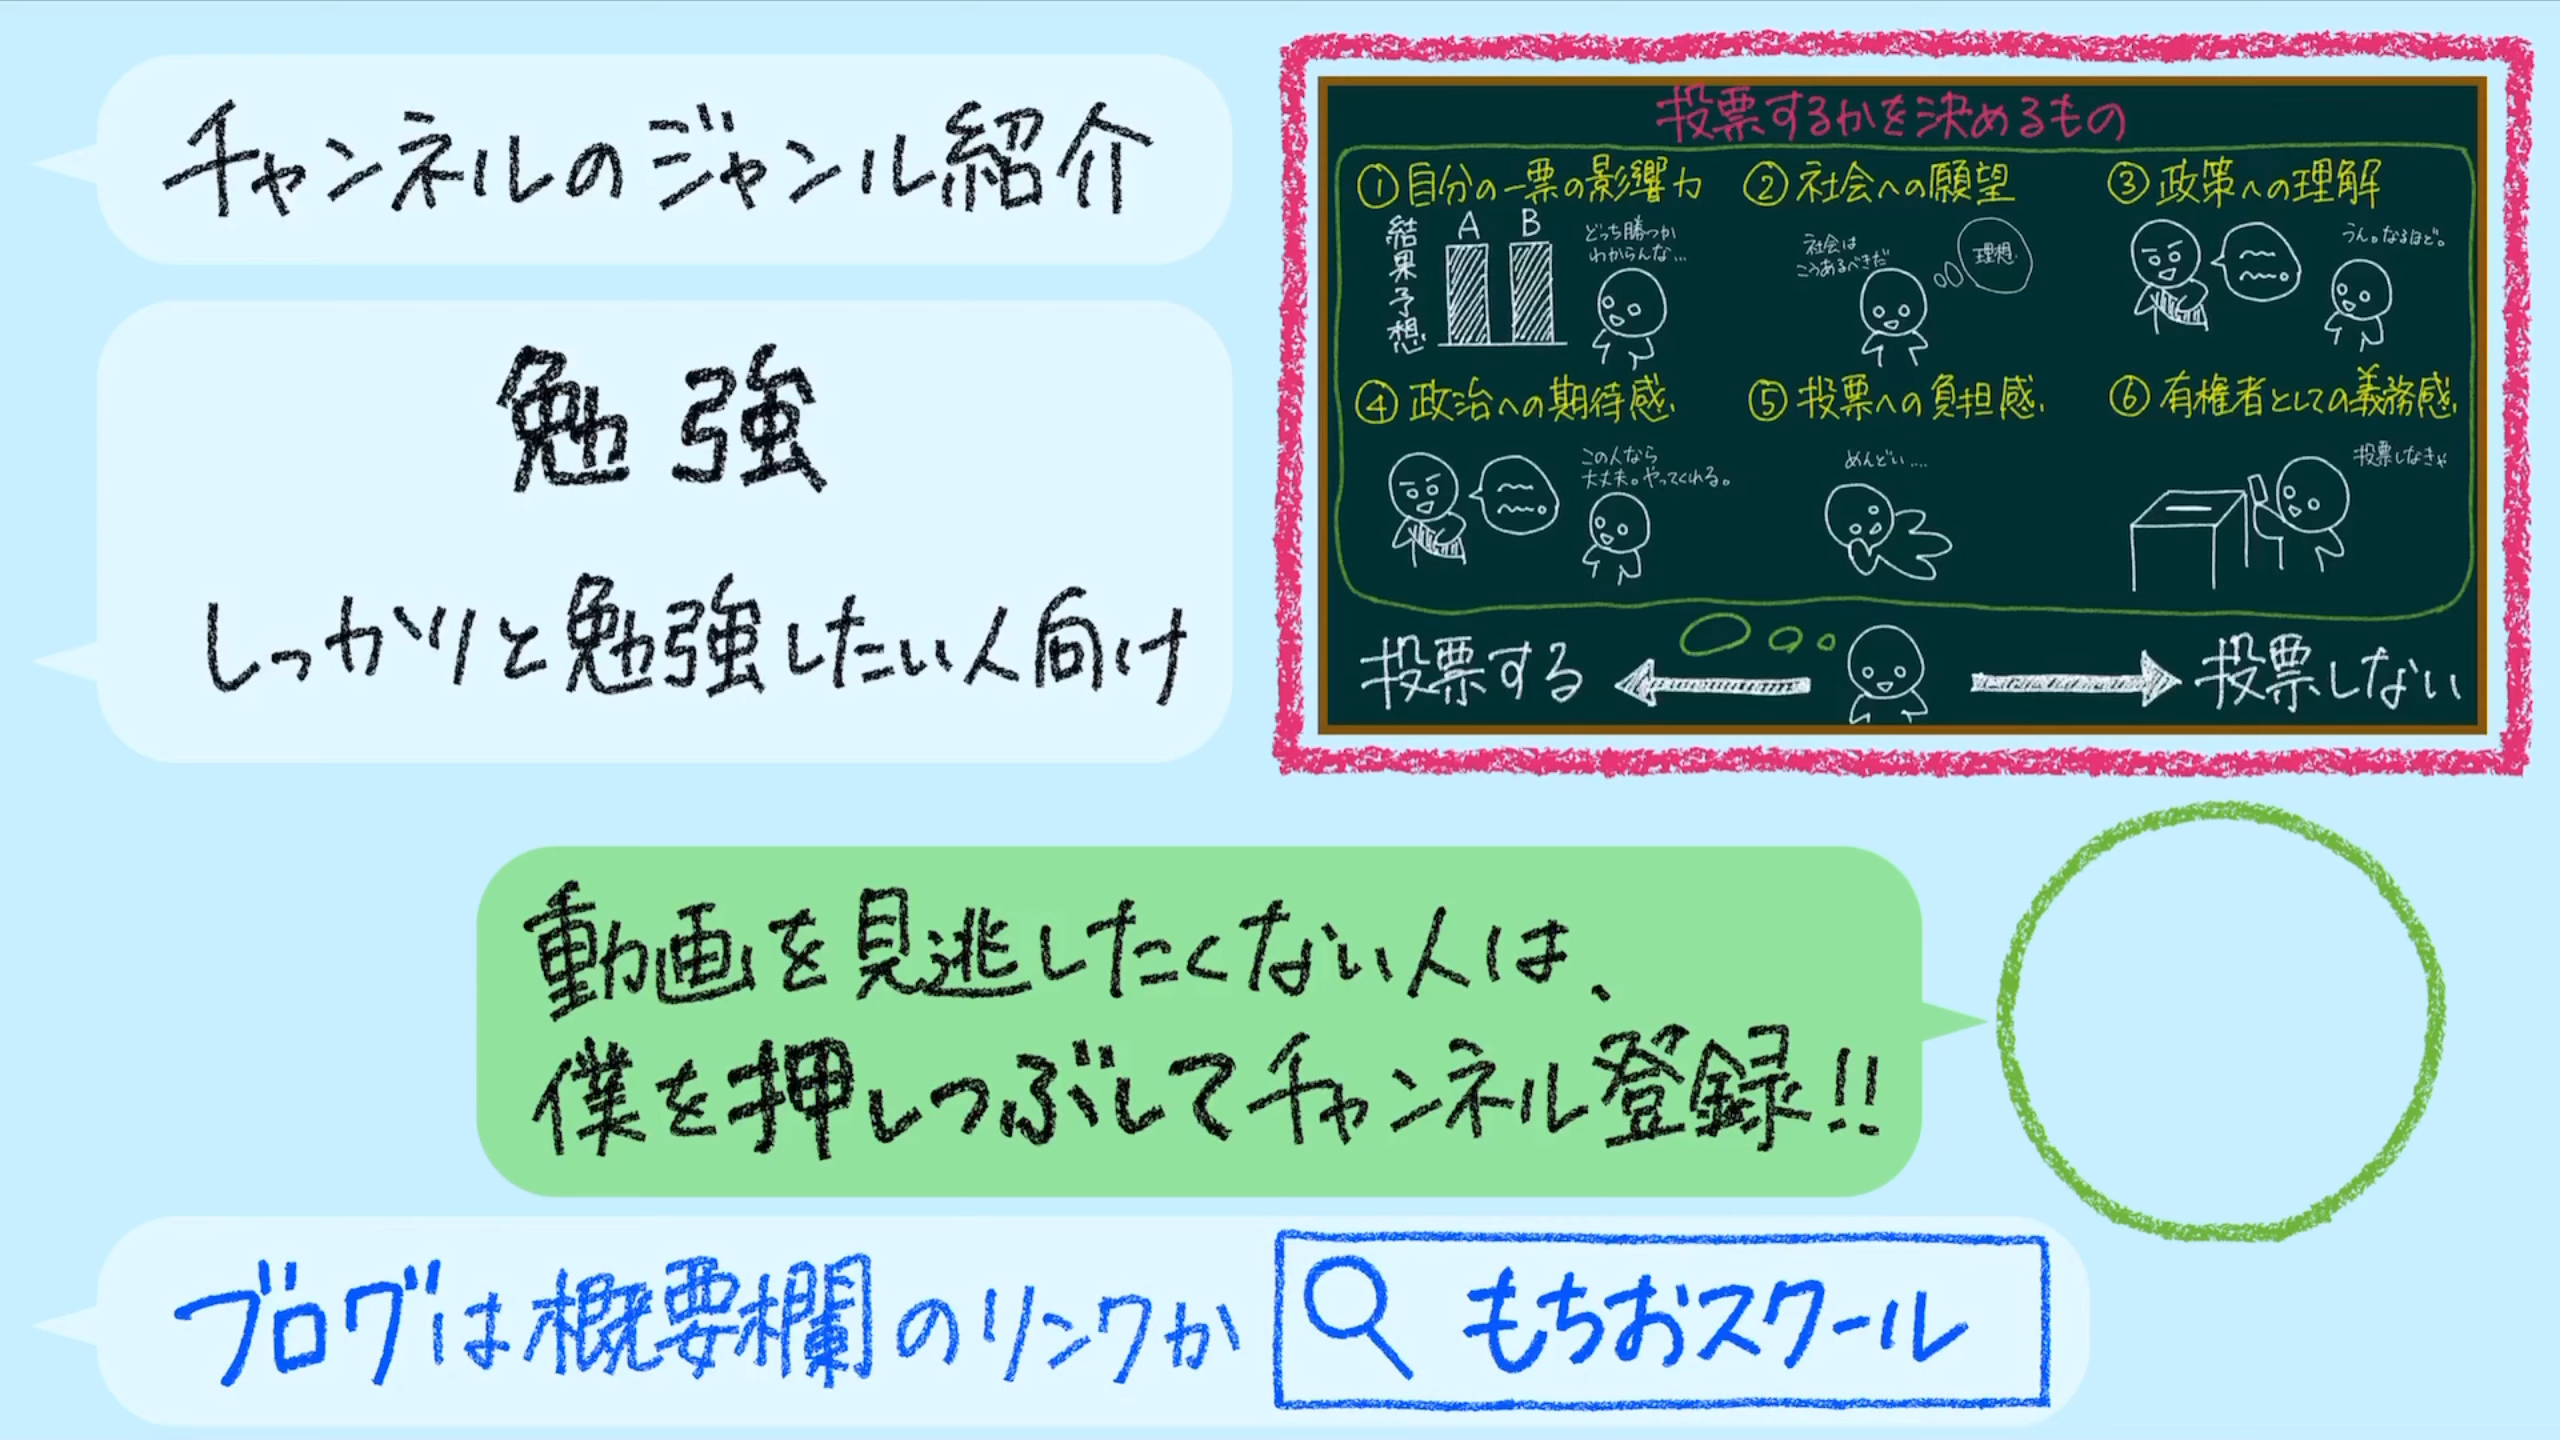 チャンネルのジャンル紹介
勉強
しっかりと勉強したい人向け
投票するかを決めるもの
①自分の一票の影響力
結果予想
A B
どっち勝つか
わからんな…
②社会への願望
社会は
こうあるべきだ
理想
③政策への理解
うん。なるほど。
④政治への期待感
この人なら
大丈夫。やってくれる。
⑤投票への負担感
めんどい….
⑥有権者としての義務感
投票しなきゃ
投票する
投票しない
動画を見逃したくない人は、
僕を押しつぶしてチャンネル登録!!
ブログは概要欄のリンクか
もちおスクール